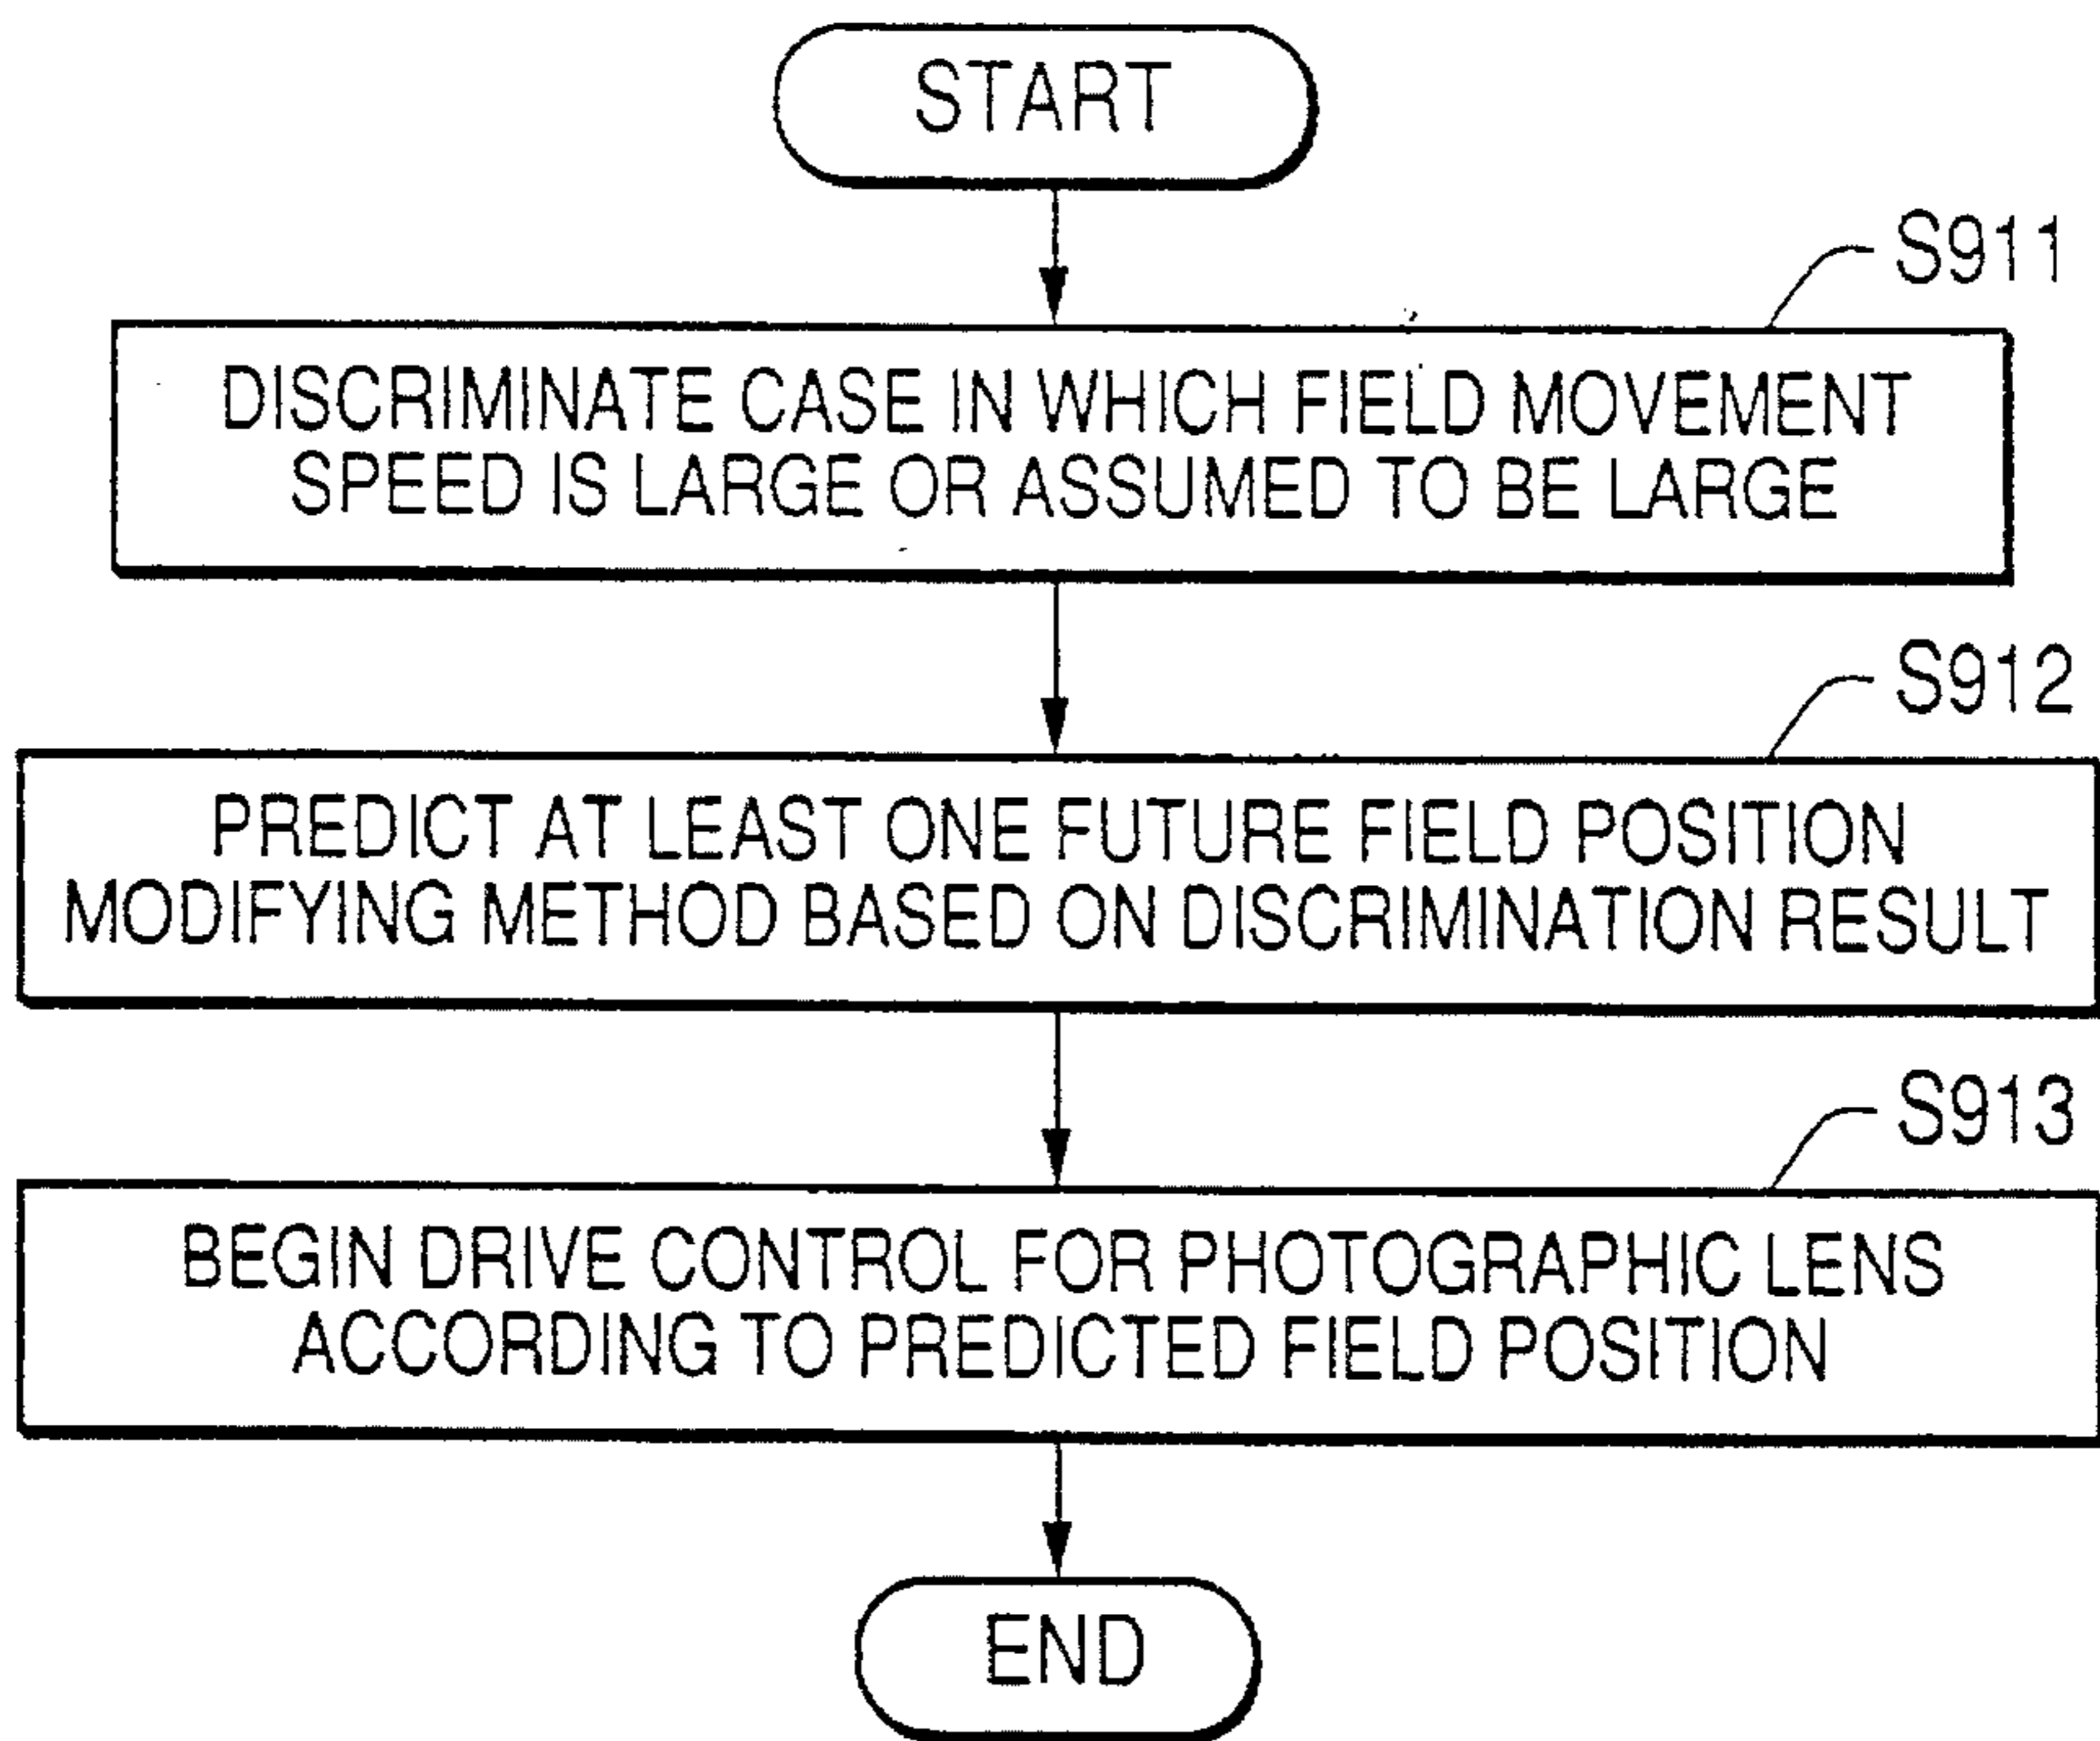 START
S911
DISCRIMINATE CASE IN WHICH FIELD MOVEMENT
SPEED IS LARGE OR ASSUMED TO BE LARGE
S912
PREDICT AT LEAST ONE FUTURE FIELD POSITION
MODIFYING METHOD BASED ON DISCRIMINATION RESULT
S913
BEGIN DRIVE CONTROL FOR PHOTOGRAPHIC LENS
ACCORDING TO PREDICTED FIELD POSITION
END